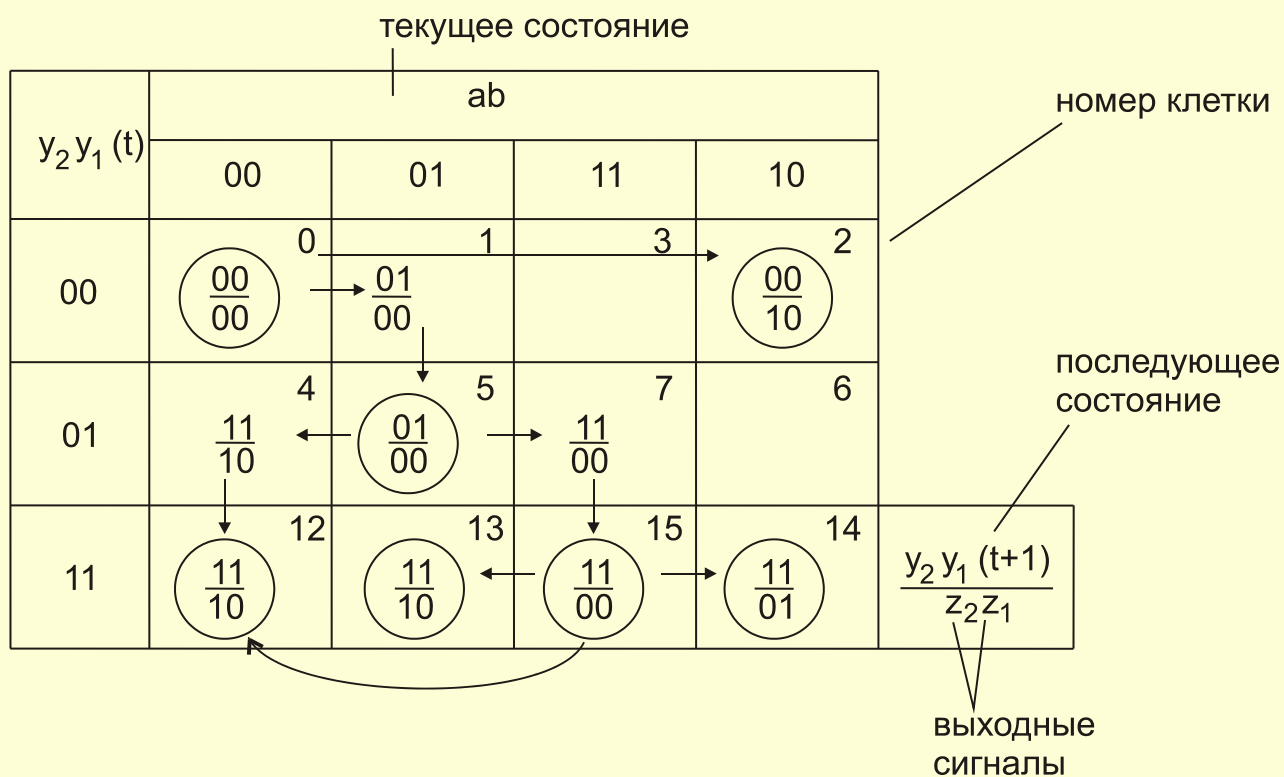 текущее состояние
ab
номер клетки
y2 y1 (t)
00 01 11 10
0 1 3 2
00
00
00
01
00
00
10
последующее
состояние
4 5 7 6
01
11
10
01
00
11
00
12 13 15 14
11
11
10
11
10
11
00
11
01
y2 y1 (t+1)
z2 z1
выходные
сигналы